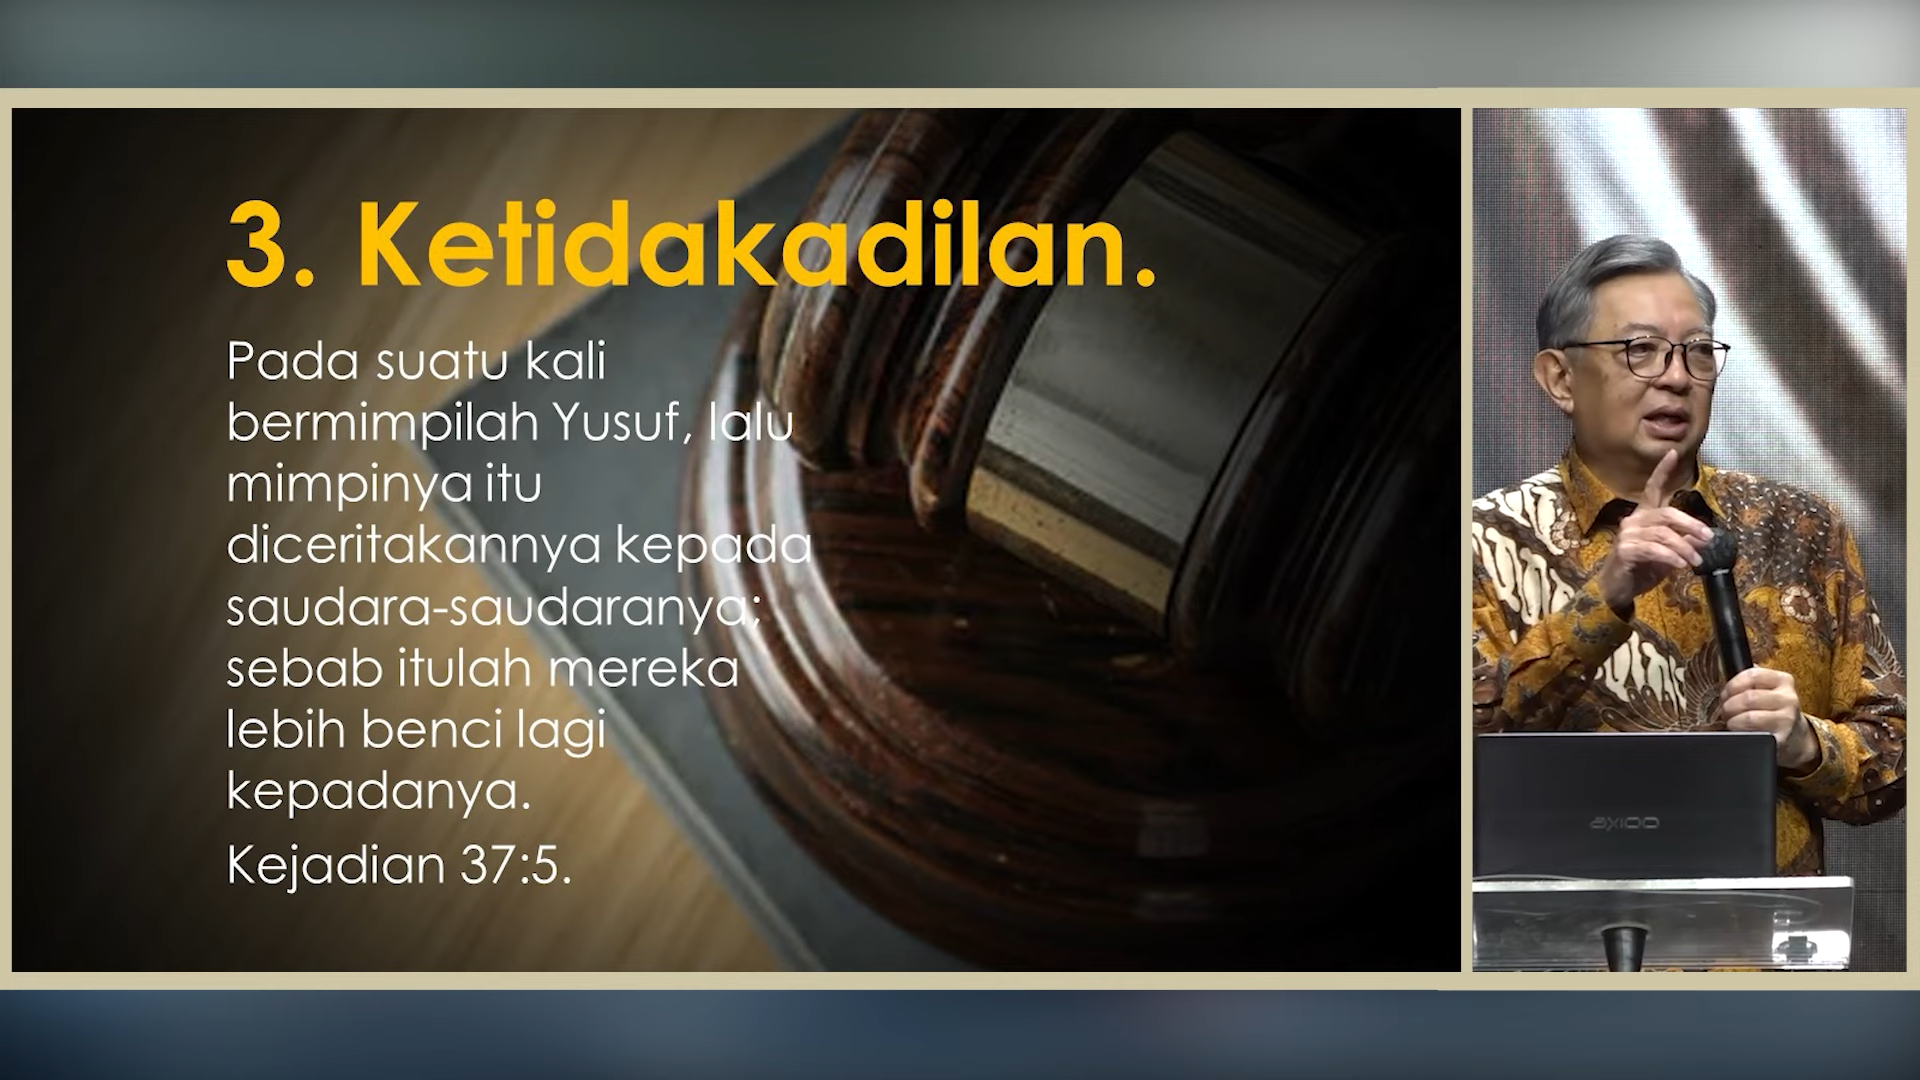 3. Ketidakadilan.
Pada suatu kali
bermimpilah Yusuf, lalu
mimpinya itu
diceritakannya kepada
saudara-saudaranya;
sebab itulah mereka
lebih benci lagi
kepadanya.
Kejadian 37:5.
AXIOO